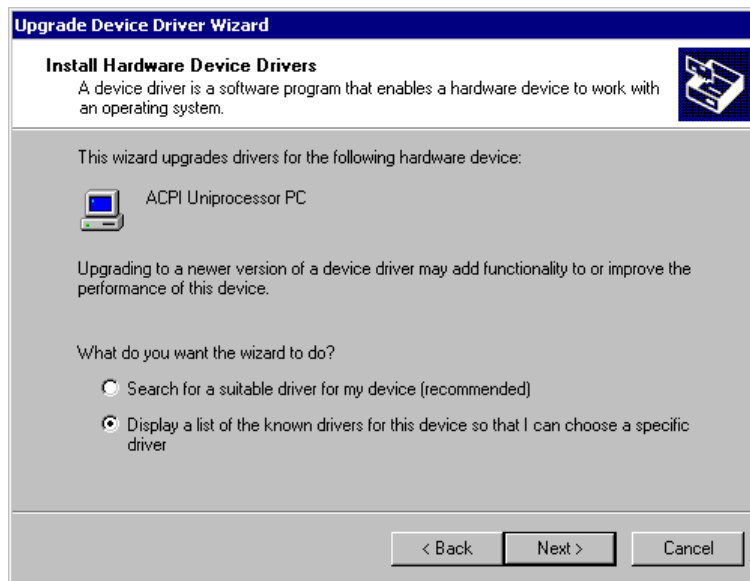 Upgrade Device Driver Wizard
Install Hardware Device Drivers
A device driver is a software program that enables a hardware device to work with
an operating system.
This wizard upgrades drivers for the following hardware device:
ACPI Uniprocessor PC
Upgrading to a newer version of a device driver may add functionality to or improve the
performance of this device.
What do you want the wizard to do?
Search for a suitable driver for my device (recommended)
Display a list of the known drivers for this device so that I can choose a specific
driver
< Back Next > Cancel